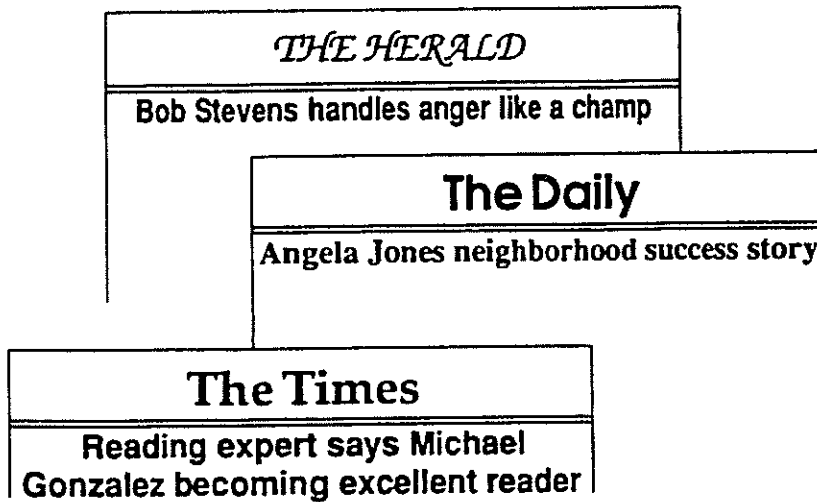 THE HERALD
Bob Stevens handles anger like a champ
The Daily
Angela Jones neighborhood success story
The Times
Reading expert says Michael
Gonzalez becoming excellent reader